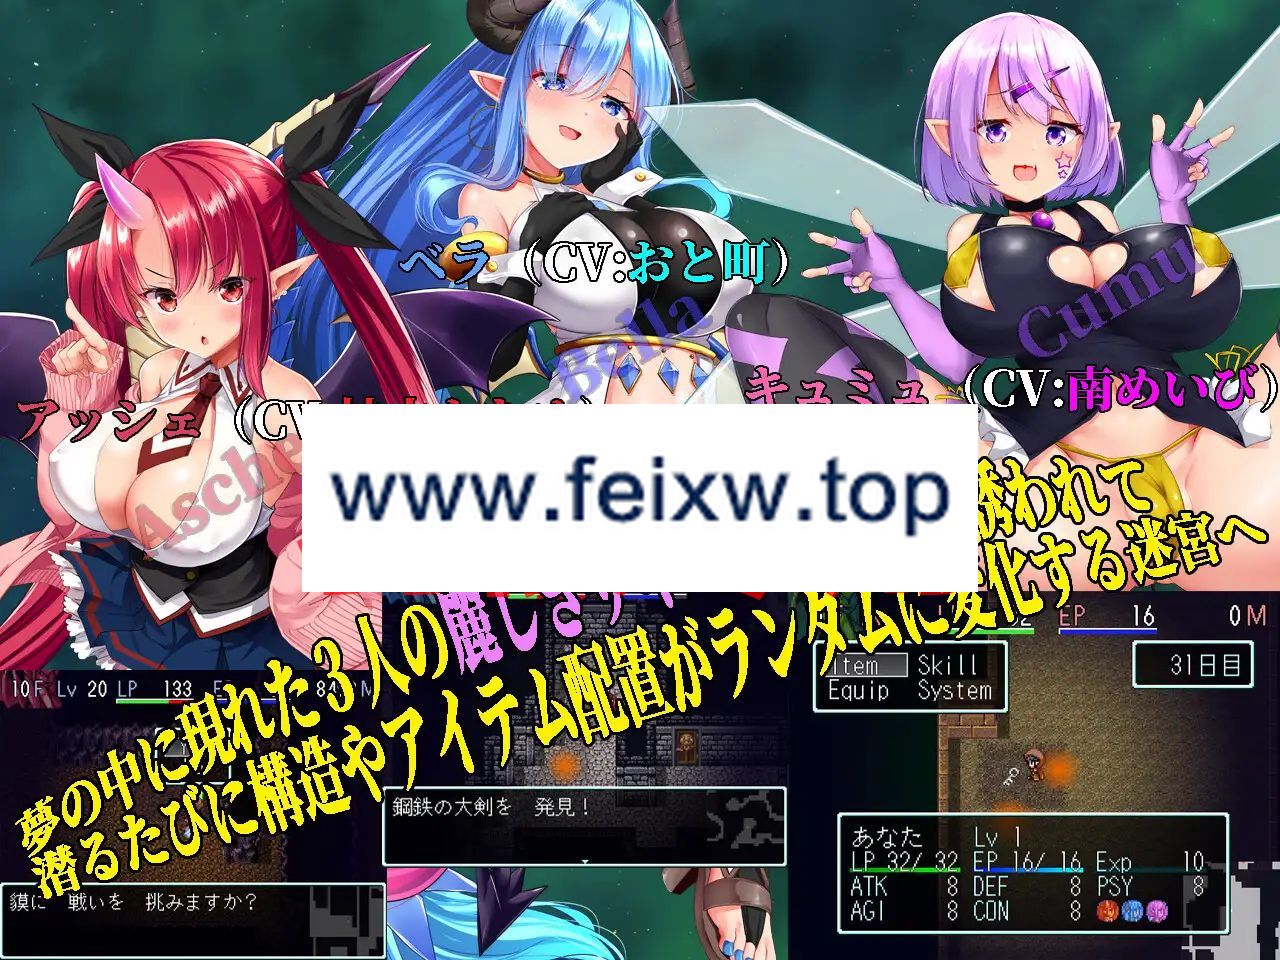 ベラ (CV:おと町)
Bella
Cumu
キュミュ (CV:南めいび)
アッシェ (CV
Asche
www.feixw.top
夢の中に現れた3人の麗しきサキ
誘われて
潜るたびに構造やアイテム配置がランダムに変化する迷宮へ
10F Lv 20 LP 133
EP 16 0M
Item Skill
Equip System
31日目
鋼鉄の大剣を 発見！
貘に 戦いを 挑みますか？
あなた Lv 1
LP 32/ 32 EP 16/ 16 Exp 10
ATK 8 DEF 8 PSY 8
AGI 8 CON 8